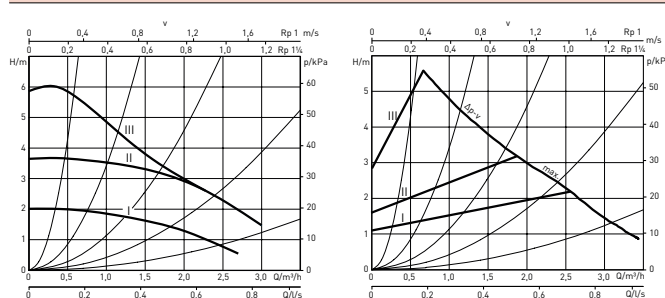 v
0 0,4 0,8 1,2 1,6 Rp 1 m/s
0 0,2 0,4 0,6 0,8 1,0 1,2 Rp 1¼
H/m p/kPa
6 60
5 50
4 40
III
II
3 30
2 20
I
1 10
0 0
0 0,5 1,0 1,5 2,0 2,5 3,0 Q/m³/h
0 0,2 0,4 0,6 0,8 Q/l/s
v
0 0,4 0,8 1,2 1,6 Rp 1 m/s
0 0,2 0,4 0,6 0,8 1,0 Rp 1¼
H/m p/kPa
5 50
Δp-v
4 40
III
3 30
max.
2 20
II
I
1 10
0 0
0 0,5 1,0 1,5 2,0 2,5 3,0 Q/m³/h
0 0,2 0,4 0,6 0,8 Q/l/s